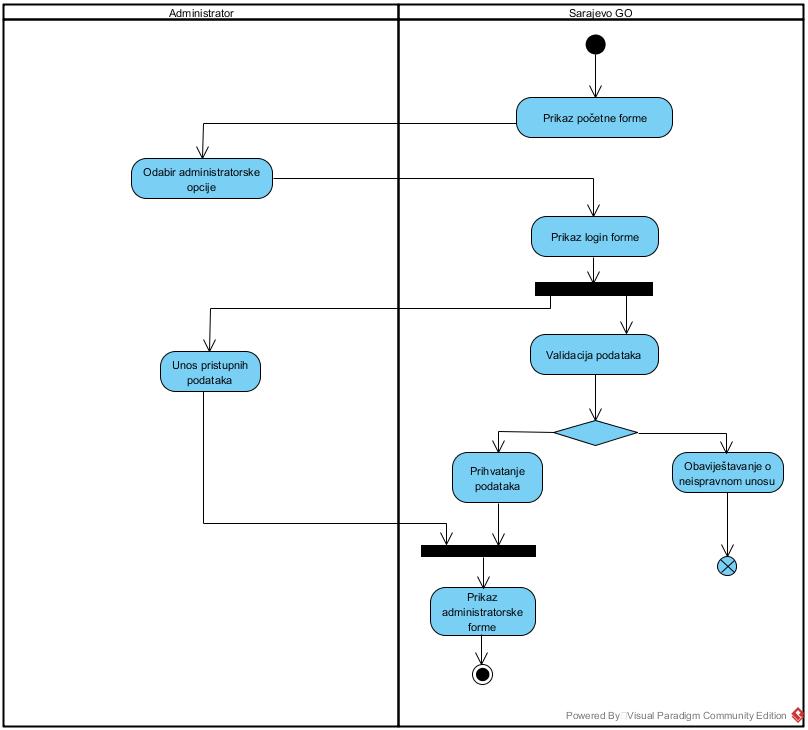 Administrator
Sarajevo GO
Prikaz početne forme
Odabir administratorske
opcije
Prikaz login forme
Unos pristupnih
podataka
Validacija podataka
Prihvatanje
podataka
Obaviještavanje o
neispravnom unosu
Prikaz
administratorske
forme
Powered By Visual Paradigm Community Edition